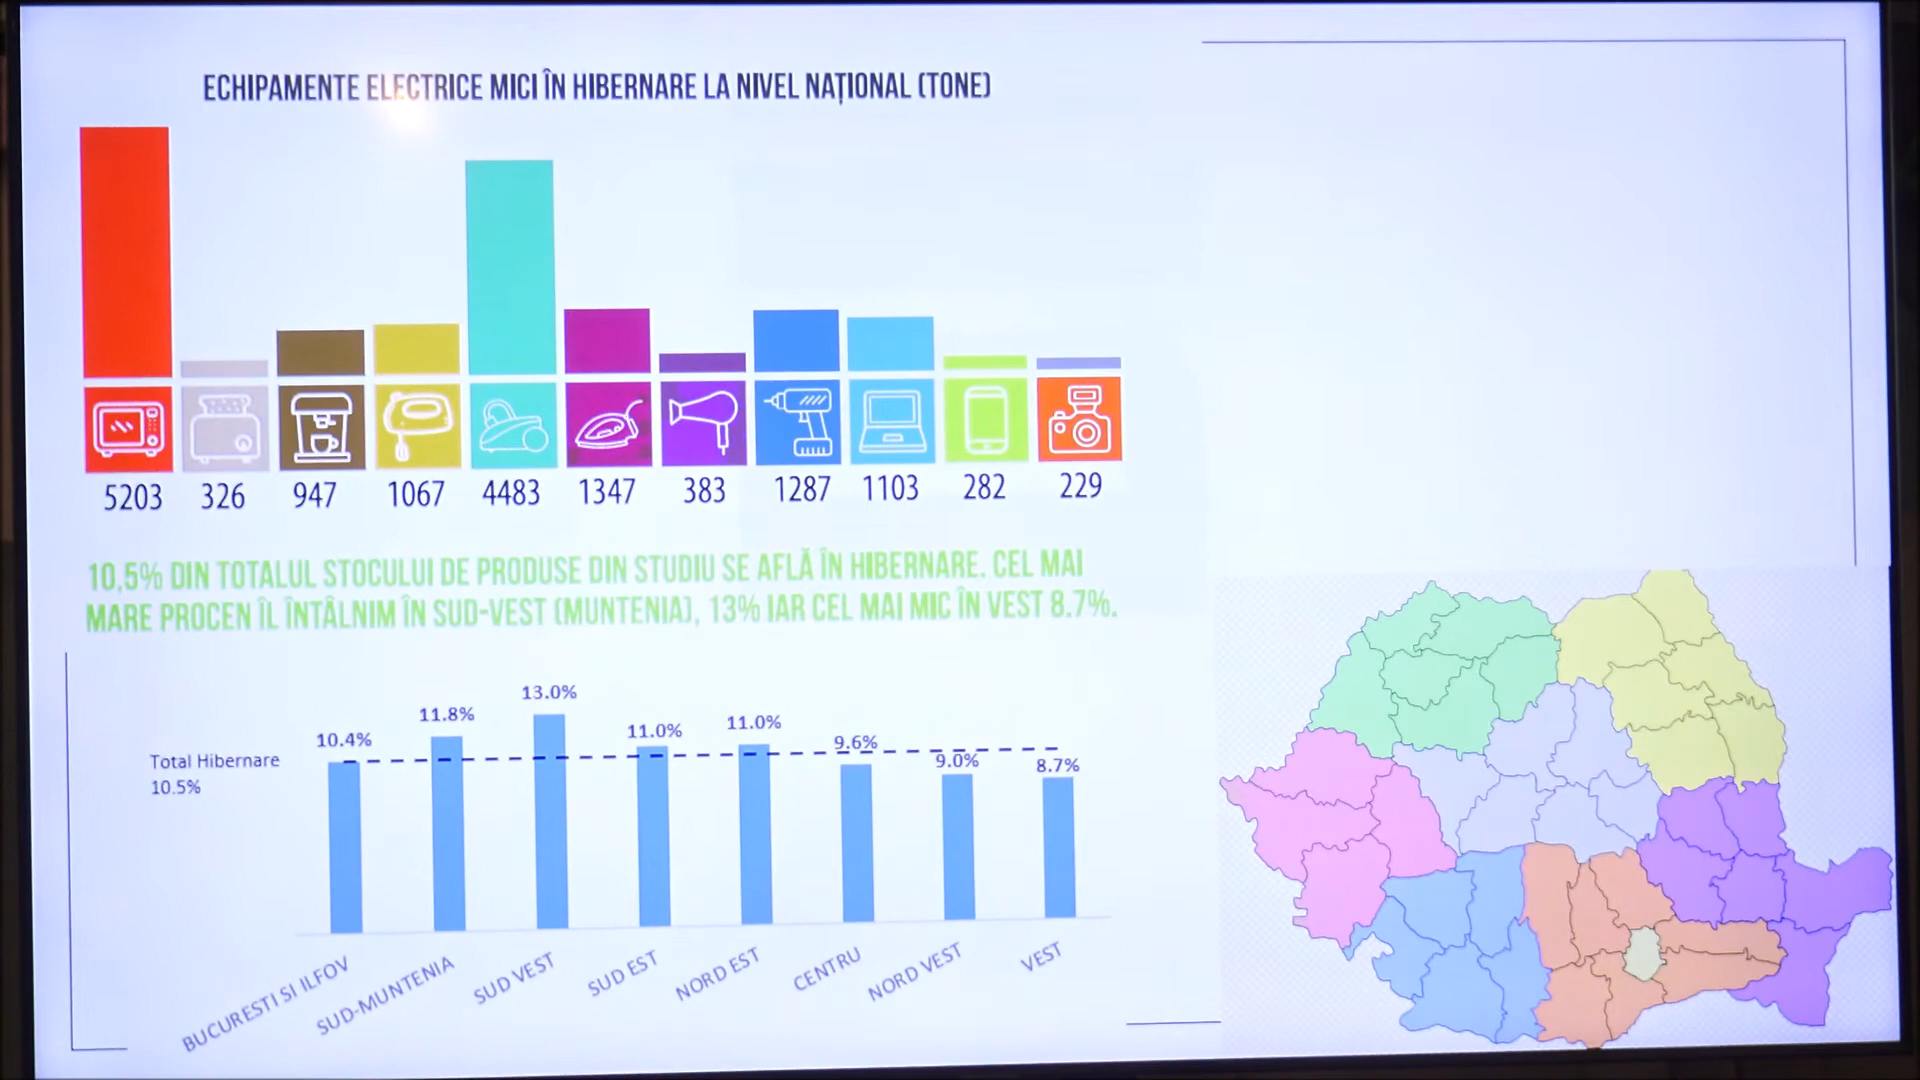 ECHIPAMENTE ELECTRICE MICI ÎN HIBERNARE LA NIVEL NAȚIONAL (TONE)
5203 326 947 1067 4483 1347 383 1287 1103 282 229
10,5% DIN TOTALUL STOCULUI DE PRODUSE DIN STUDIU SE AFLĂ ÎN HIBERNARE. CEL MAI
MARE PROCEN ÎL ÎNTÂLNIM ÎN SUD-VEST (MUNTENIA), 13% IAR CEL MAI MIC ÎN VEST 8.7%.
Total Hibernare
10.5%
10.4% 11.8% 13.0% 11.0% 11.0% 9.6% 9.0% 8.7%
BUCURESTI SI ILFOV SUD-MUNTENIA SUD VEST SUD EST NORD EST CENTRU NORD VEST VEST